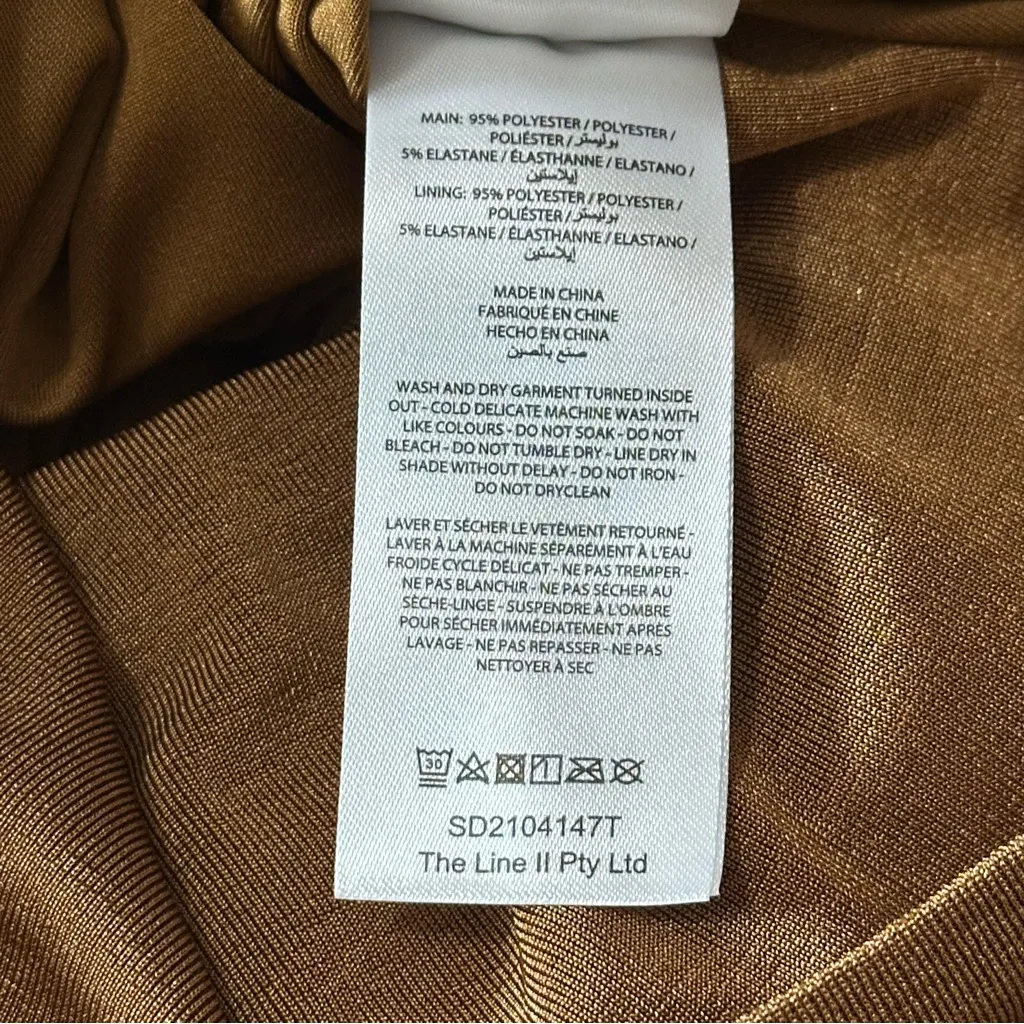 MAIN: 95% POLYESTER / POLYESTER /
POLIÉSTER / بوليستر
5% ELASTANE / ÉLASTHANNE / ELASTANO /
إيلاستين
LINING: 95% POLYESTER / POLYESTER /
POLIÉSTER / بوليستر
5% ELASTANE / ÉLASTHANNE / ELASTANO /
إيلاستين
MADE IN CHINA
FABRIQUÉ EN CHINE
HECHO EN CHINA
صنع بالصين
WASH AND DRY GARMENT TURNED INSIDE
OUT - COLD DELICATE MACHINE WASH WITH
LIKE COLOURS - DO NOT SOAK - DO NOT
BLEACH - DO NOT TUMBLE DRY - LINE DRY IN
SHADE WITHOUT DELAY - DO NOT IRON -
DO NOT DRYCLEAN
LAVER ET SÉCHER LE VETÉMENT RETOURNÉ -
LAVER À LA MACHINE SÉPARÉMENT À L'EAU
FROIDE CYCLE DÉLICAT - NE PAS TREMPER -
NE PAS BLANCHIR - NE PAS SÉCHER AU
SÈCHE-LINGE - SUSPENDRE À L'OMBRE
POUR SÉCHER IMMÉDIATEMENT APRÈS
LAVAGE - NE PAS REPASSER - NE PAS
NETTOYER À SEC
30
SD2104147T
The Line II Pty Ltd